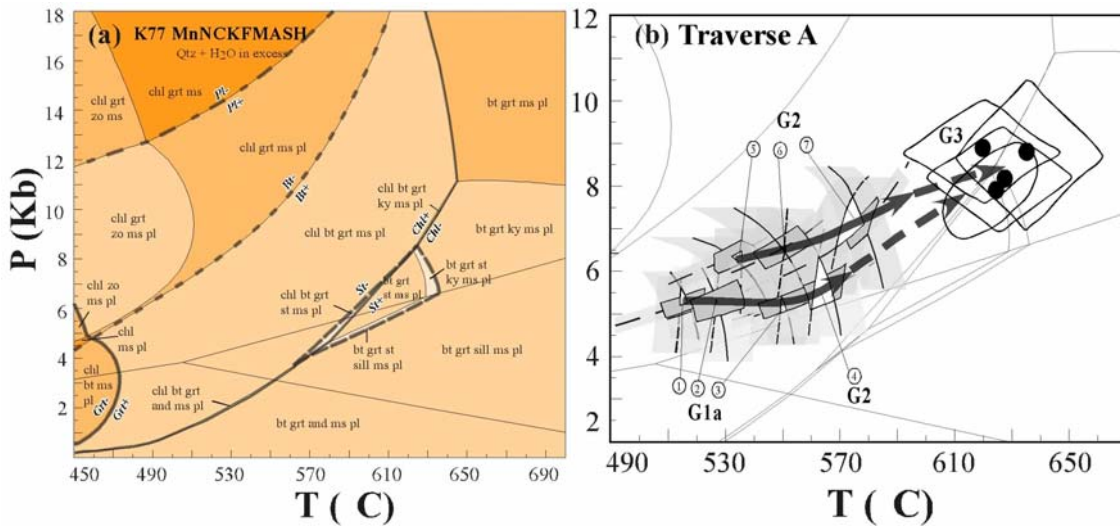 (a) K77 MnNCKFMASH
Qtz + H2O in excess
chl grt
zo ms
chl grt ms
Pl-
Pl+
bt grt ms pl
chl grt ms pl
Bt-
Bt+
chl grt
zo ms pl
chl bt grt
ky ms pl
Chl+
Chl-
chl bt grt ms pl
bt grt ky ms pl
chl zo
ms pl
bt grt st
ky ms pl
chl bt grt
st ms pl
St-
St+
bt grt
st ms pl
chl
ms pl
bt grt st
sill ms pl
bt grt sill ms pl
chl
bt ms
pl
Grt-
Grt+
chl bt grt
and ms pl
bt grt and ms pl
P (Kb)
18
16
14
12
10
8
6
4
2
450 490 530 570 610 650 690
T ( C)
(b) Traverse A
12
10
8
6
4
2
G3
G2
5 6 7
1 2 3 4
G1a
G2
490 530 570 610 650
T ( C)